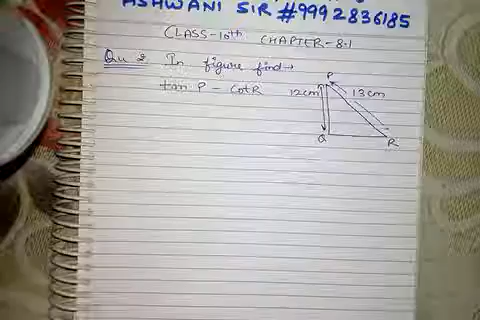 ASHWANI SIR #9992836185
CLASS-10th CHAPTER-8.1
Qu 2 In figure find→
tan P - cot R
P
12cm
13cm
Q
R